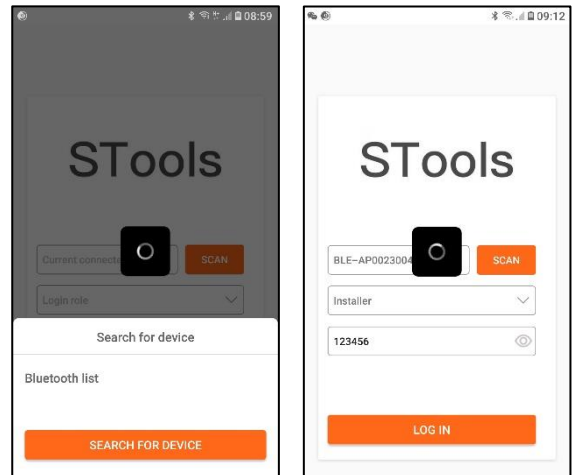 08:59
STools
Current connecte
SCAN
Login role
Search for device
Bluetooth list
SEARCH FOR DEVICE
09:12
STools
BLE-AP0023004
SCAN
Installer
123456
LOG IN